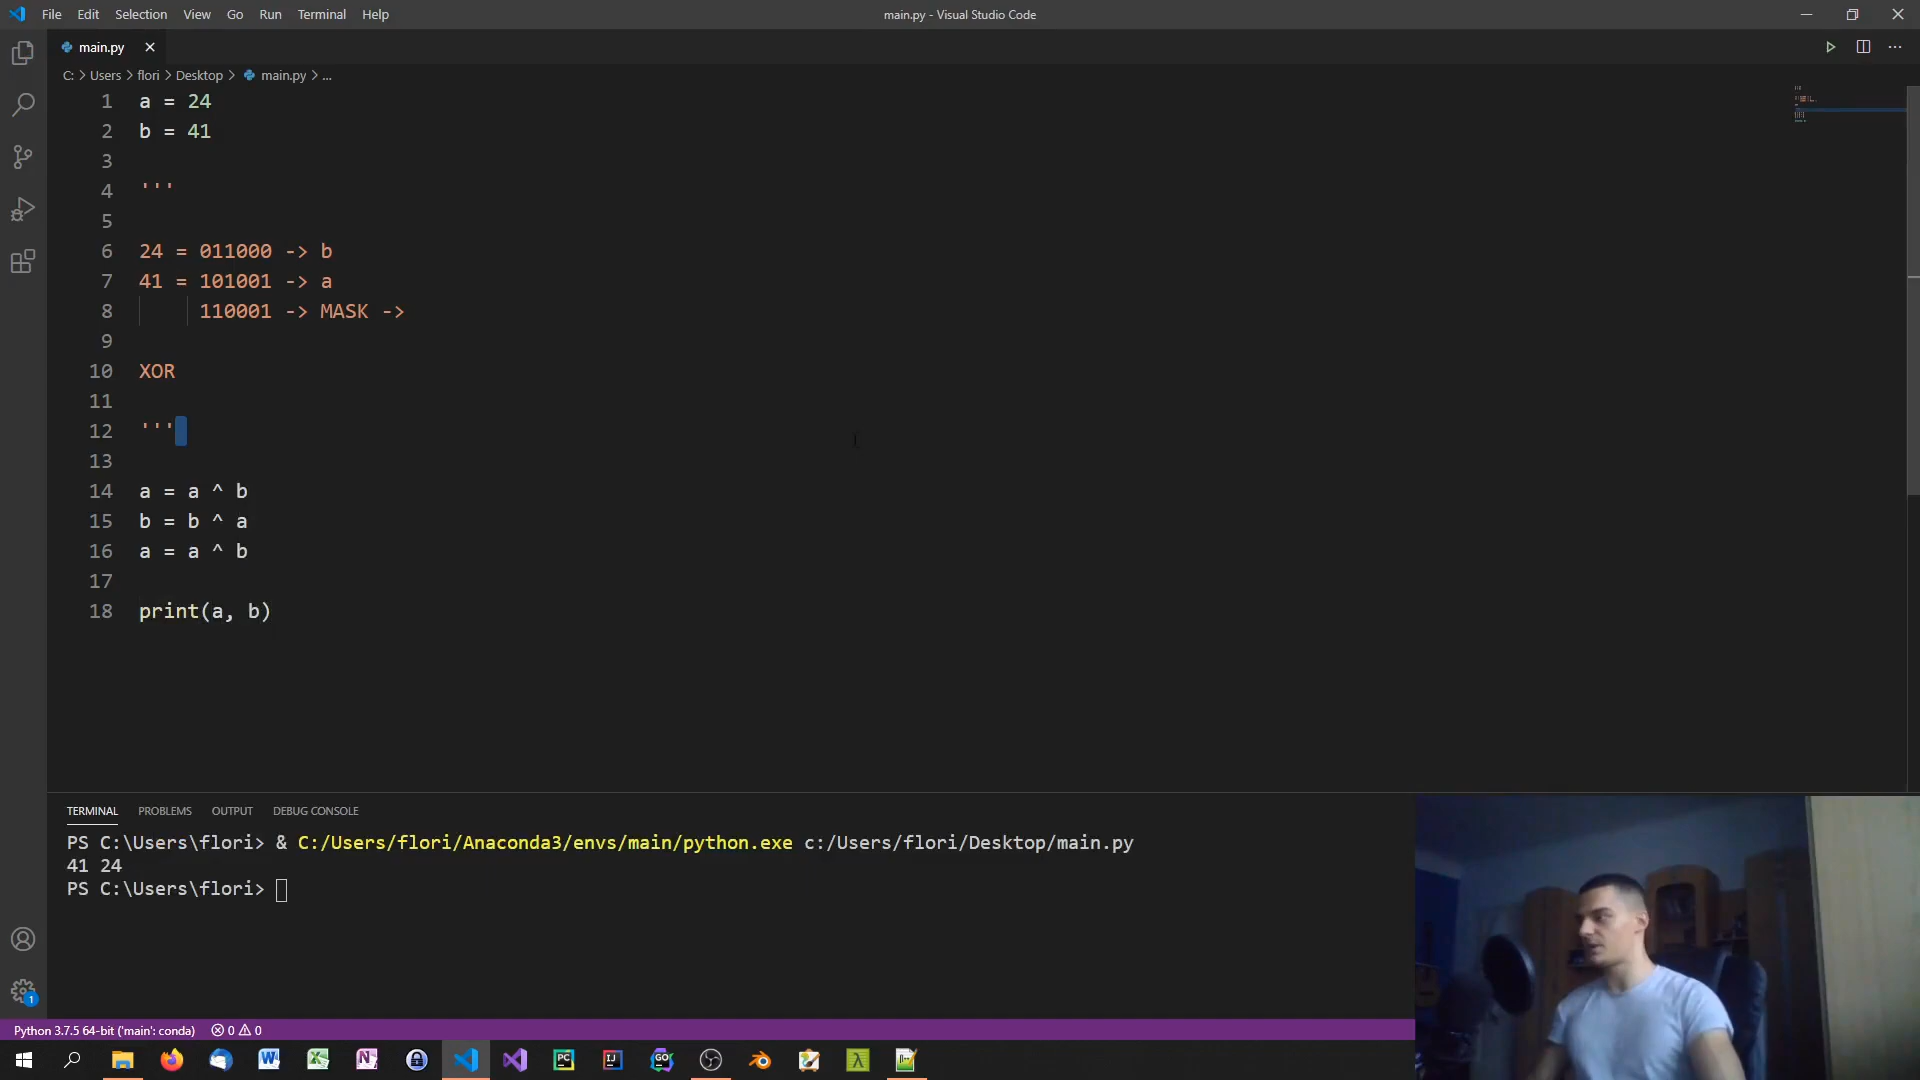 File Edit Selection View Go Run Terminal Help
main.py - Visual Studio Code
main.py
C: > Users > flori > Desktop > main.py > ...
1 a = 24
2 b = 41
3
4 '''
5
6 24 = 011000 -> b
7 41 = 101001 -> a
8 110001 -> MASK ->
9
10 XOR
11
12 '''
13
14 a = a ^ b
15 b = b ^ a
16 a = a ^ b
17
18 print(a, b)
TERMINAL PROBLEMS OUTPUT DEBUG CONSOLE
PS C:\Users\flori> & C:/Users/flori/Anaconda3/envs/main/python.exe c:/Users/flori/Desktop/main.py
41 24
PS C:\Users\flori>
1
Python 3.7.5 64-bit ('main': conda) 0 0
W X N PC IJ GO λ